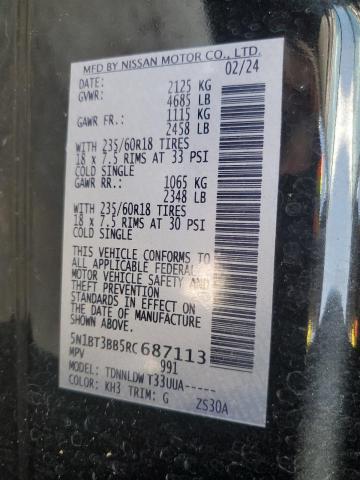 MFD BY NISSAN MOTOR CO., LTD.
DATE: 02/24
GVWR: 2125 KG
4685 LB
GAWR FR.: 1115 KG
2458 LB
WITH 235/60R18 TIRES
18 x 7.5 RIMS AT 33 PSI
COLD SINGLE
GAWR RR.: 1065 KG
2348 LB
WITH 235/60R18 TIRES
18 x 7.5 RIMS AT 30 PSI
COLD SINGLE
THIS VEHICLE CONFORMS TO
ALL APPLICABLE FEDERAL
MOTOR VEHICLE SAFETY AND
THEFT PREVENTION
STANDARDS IN EFFECT ON
THE DATE OF MANUFACTURE
5N1BT3BB5RC687113
MPV 991
MODEL: TDNNLDWT33UUA-----
COLOR: KH3 TRIM: G ZS30A